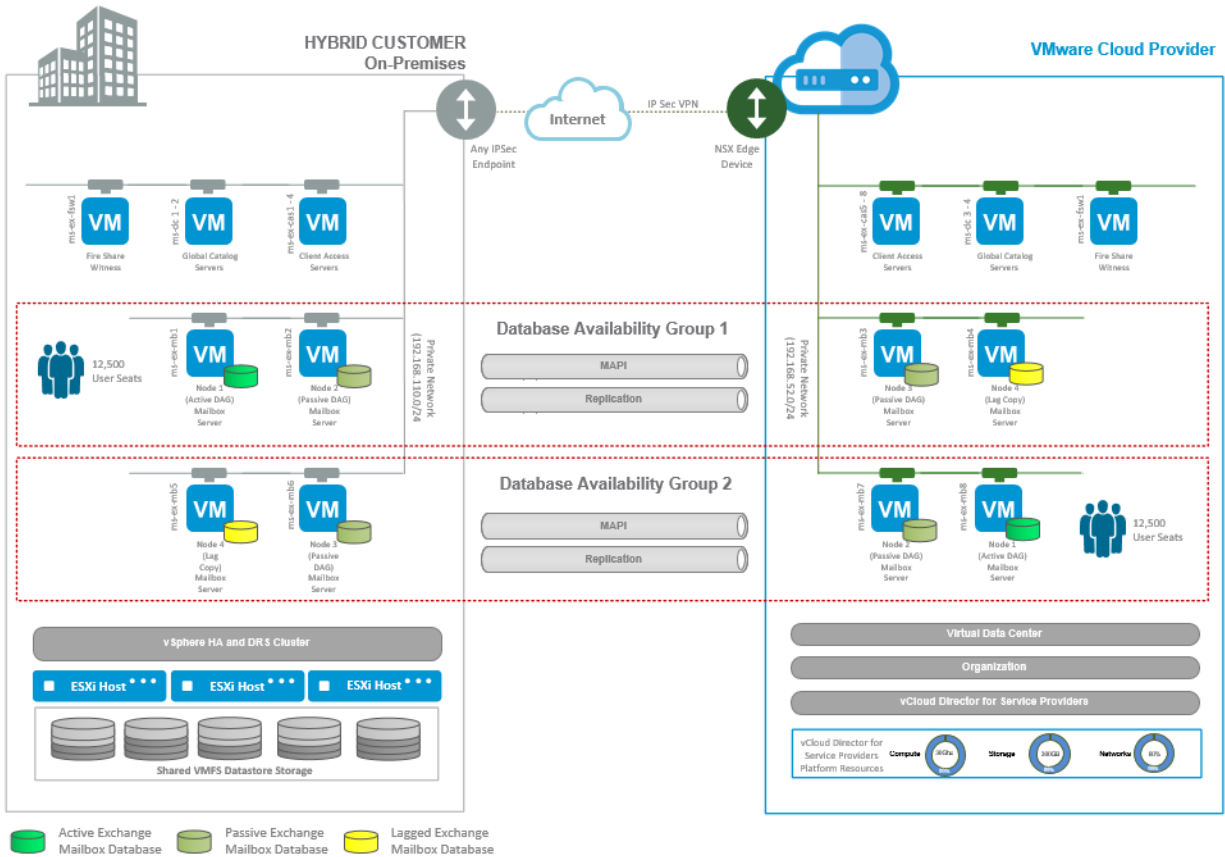 HYBRID CUSTOMER
On-Premises
VMware Cloud Provider
Internet
IP Sec VPN
Any IPSec
Endpoint
NSX Edge
Device
ms-ex-fsw1
VM
Fire Share
Witness
ms-dc 1 - 2
VM
Global Catalog
Servers
ms-ex-cas1 - 4
VM
Client Access
Servers
ms-ex-cas5 - 8
VM
Client Access
Servers
ms-dc 3 - 4
VM
Global Catalog
Servers
ms-ex-fsw1
VM
Fire Share
Witness
12,500
User Seats
ms-ex-mb1
VM
Node 1
(Active DAG)
Mailbox
Server
ms-ex-mb2
VM
Node 2
(Passive DAG)
Mailbox
Server
Private Network
(192.168.110.0/24
Database Availability Group 1
MAPI
Replication
Private Network
(192.168.52.0/24
ms-ex-mb3
VM
Node 3
(Passive DAG)
Mailbox
Server
ms-ex-mb4
VM
Node 4
(Lag Copy)
Mailbox
Server
ms-ex-mb5
VM
Node 4
(Lag
Copy)
Mailbox
Server
ms-ex-mb6
VM
Node 3
(Passive
DAG)
Mailbox
Server
Database Availability Group 2
MAPI
Replication
ms-ex-mb7
VM
Node 2
(Passive DAG)
Mailbox
Server
ms-ex-mb8
VM
Node 1
(Active DAG)
Mailbox
Server
12,500
User Seats
vSphere HA and DRS Cluster
ESXi Host
ESXi Host
ESXi Host
Shared VMFS Datastore Storage
Virtual Data Center
Organization
vCloud Director for Service Providers
vCloud Director for
Service Providers
Platform Resources
Compute
Storage
Networks
Active Exchange
Mailbox Database
Passive Exchange
Mailbox Database
Lagged Exchange
Mailbox Database